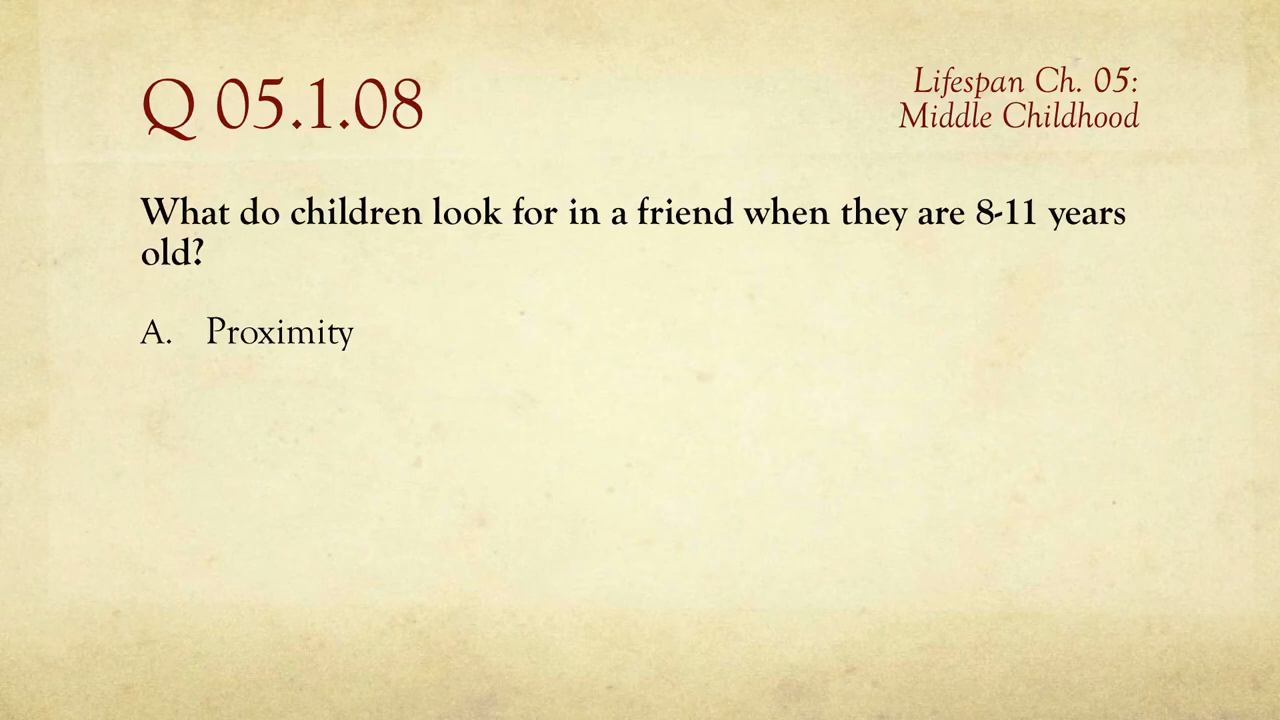 Q 05.1.08
Lifespan Ch. 05:
Middle Childhood
What do children look for in a friend when they are 8-11 years
old?
A. Proximity